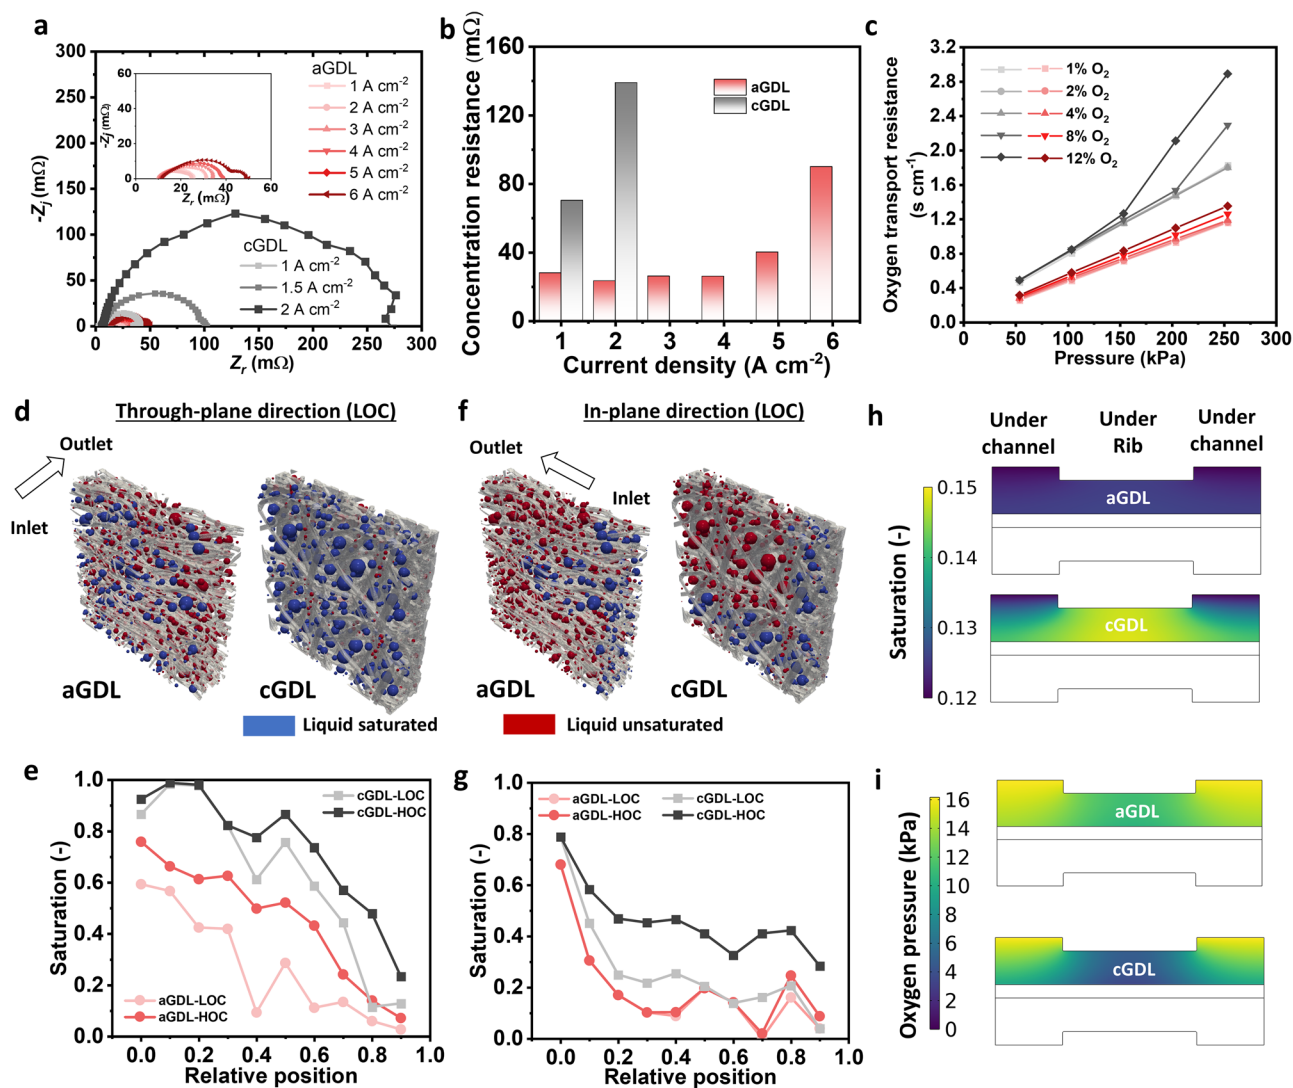 a
300
250
200
150
100
50
0
-Zj (mΩ)
0
50
100
150
200
250
300
Zr (mΩ)
60
40
20
0
-Zj (mΩ)
0
20
40
60
Zr (mΩ)
aGDL
1 A cm-2
2 A cm-2
3 A cm-2
4 A cm-2
5 A cm-2
6 A cm-2
cGDL
1 A cm-2
1.5 A cm-2
2 A cm-2
b
160
120
80
40
0
Concentration resistance (mΩ)
aGDL
cGDL
1
2
3
4
5
6
Current density (A cm-2)
c
3.2
2.8
2.4
2.0
1.6
1.2
0.8
0.4
0.0
Oxygen transport resistance
(s cm-1)
1% O2
2% O2
4% O2
8% O2
12% O2
0
50
100
150
200
250
300
Pressure (kPa)
d
Through-plane direction (LOC)
Outlet
Inlet
aGDL
cGDL
f
In-plane direction (LOC)
Outlet
Inlet
aGDL
cGDL
Liquid saturated
Liquid unsaturated
h
Under
channel
Under
Rib
Under
channel
0.15
0.14
0.13
0.12
Saturation (-)
aGDL
cGDL
e
1.0
0.8
0.6
0.4
0.2
0.0
Saturation (-)
cGDL-LOC
cGDL-HOC
aGDL-LOC
aGDL-HOC
0.0
0.2
0.4
0.6
0.8
1.0
Relative position
g
1.0
0.8
0.6
0.4
0.2
0.0
Saturation (-)
aGDL-LOC
aGDL-HOC
cGDL-LOC
cGDL-HOC
0.0
0.2
0.4
0.6
0.8
1.0
Relative position
i
16
14
12
10
8
6
4
2
0
Oxygen pressure (kPa)
aGDL
cGDL